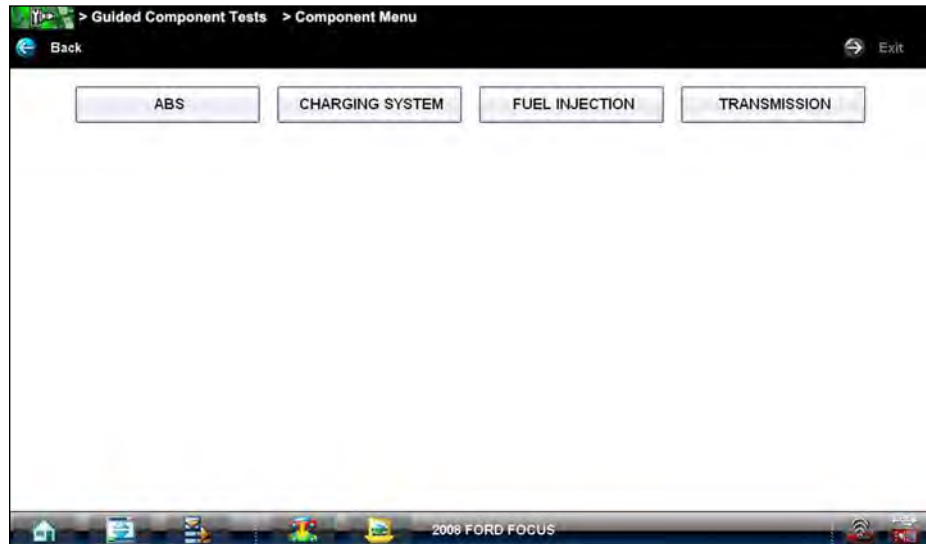 > Guided Component Tests > Component Menu
Back Exit
ABS CHARGING SYSTEM FUEL INJECTION TRANSMISSION
2008 FORD FOCUS